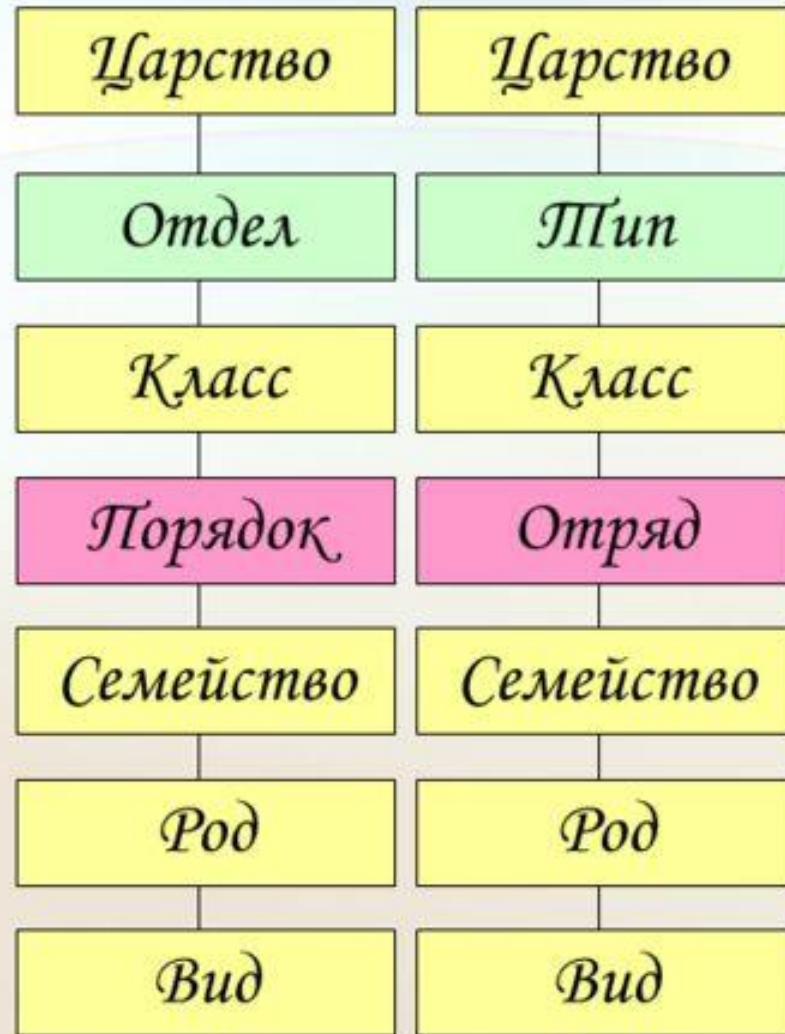 Царство Царство
Отдел Тип
Класс Класс
Порядок Отряд
Семейство Семейство
Род Род
Вид Вид